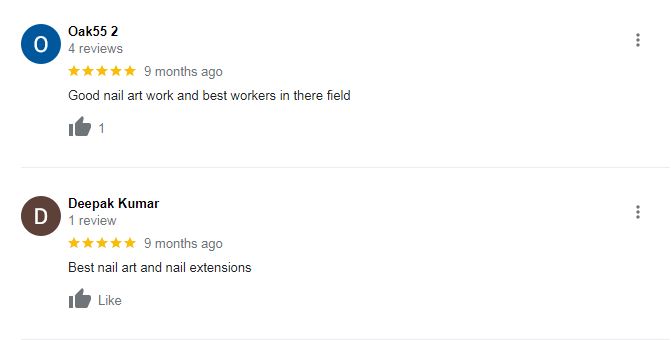 O
Oak55 2
4 reviews
9 months ago
Good nail art work and best workers in there field
1
D
Deepak Kumar
1 review
9 months ago
Best nail art and nail extensions
Like